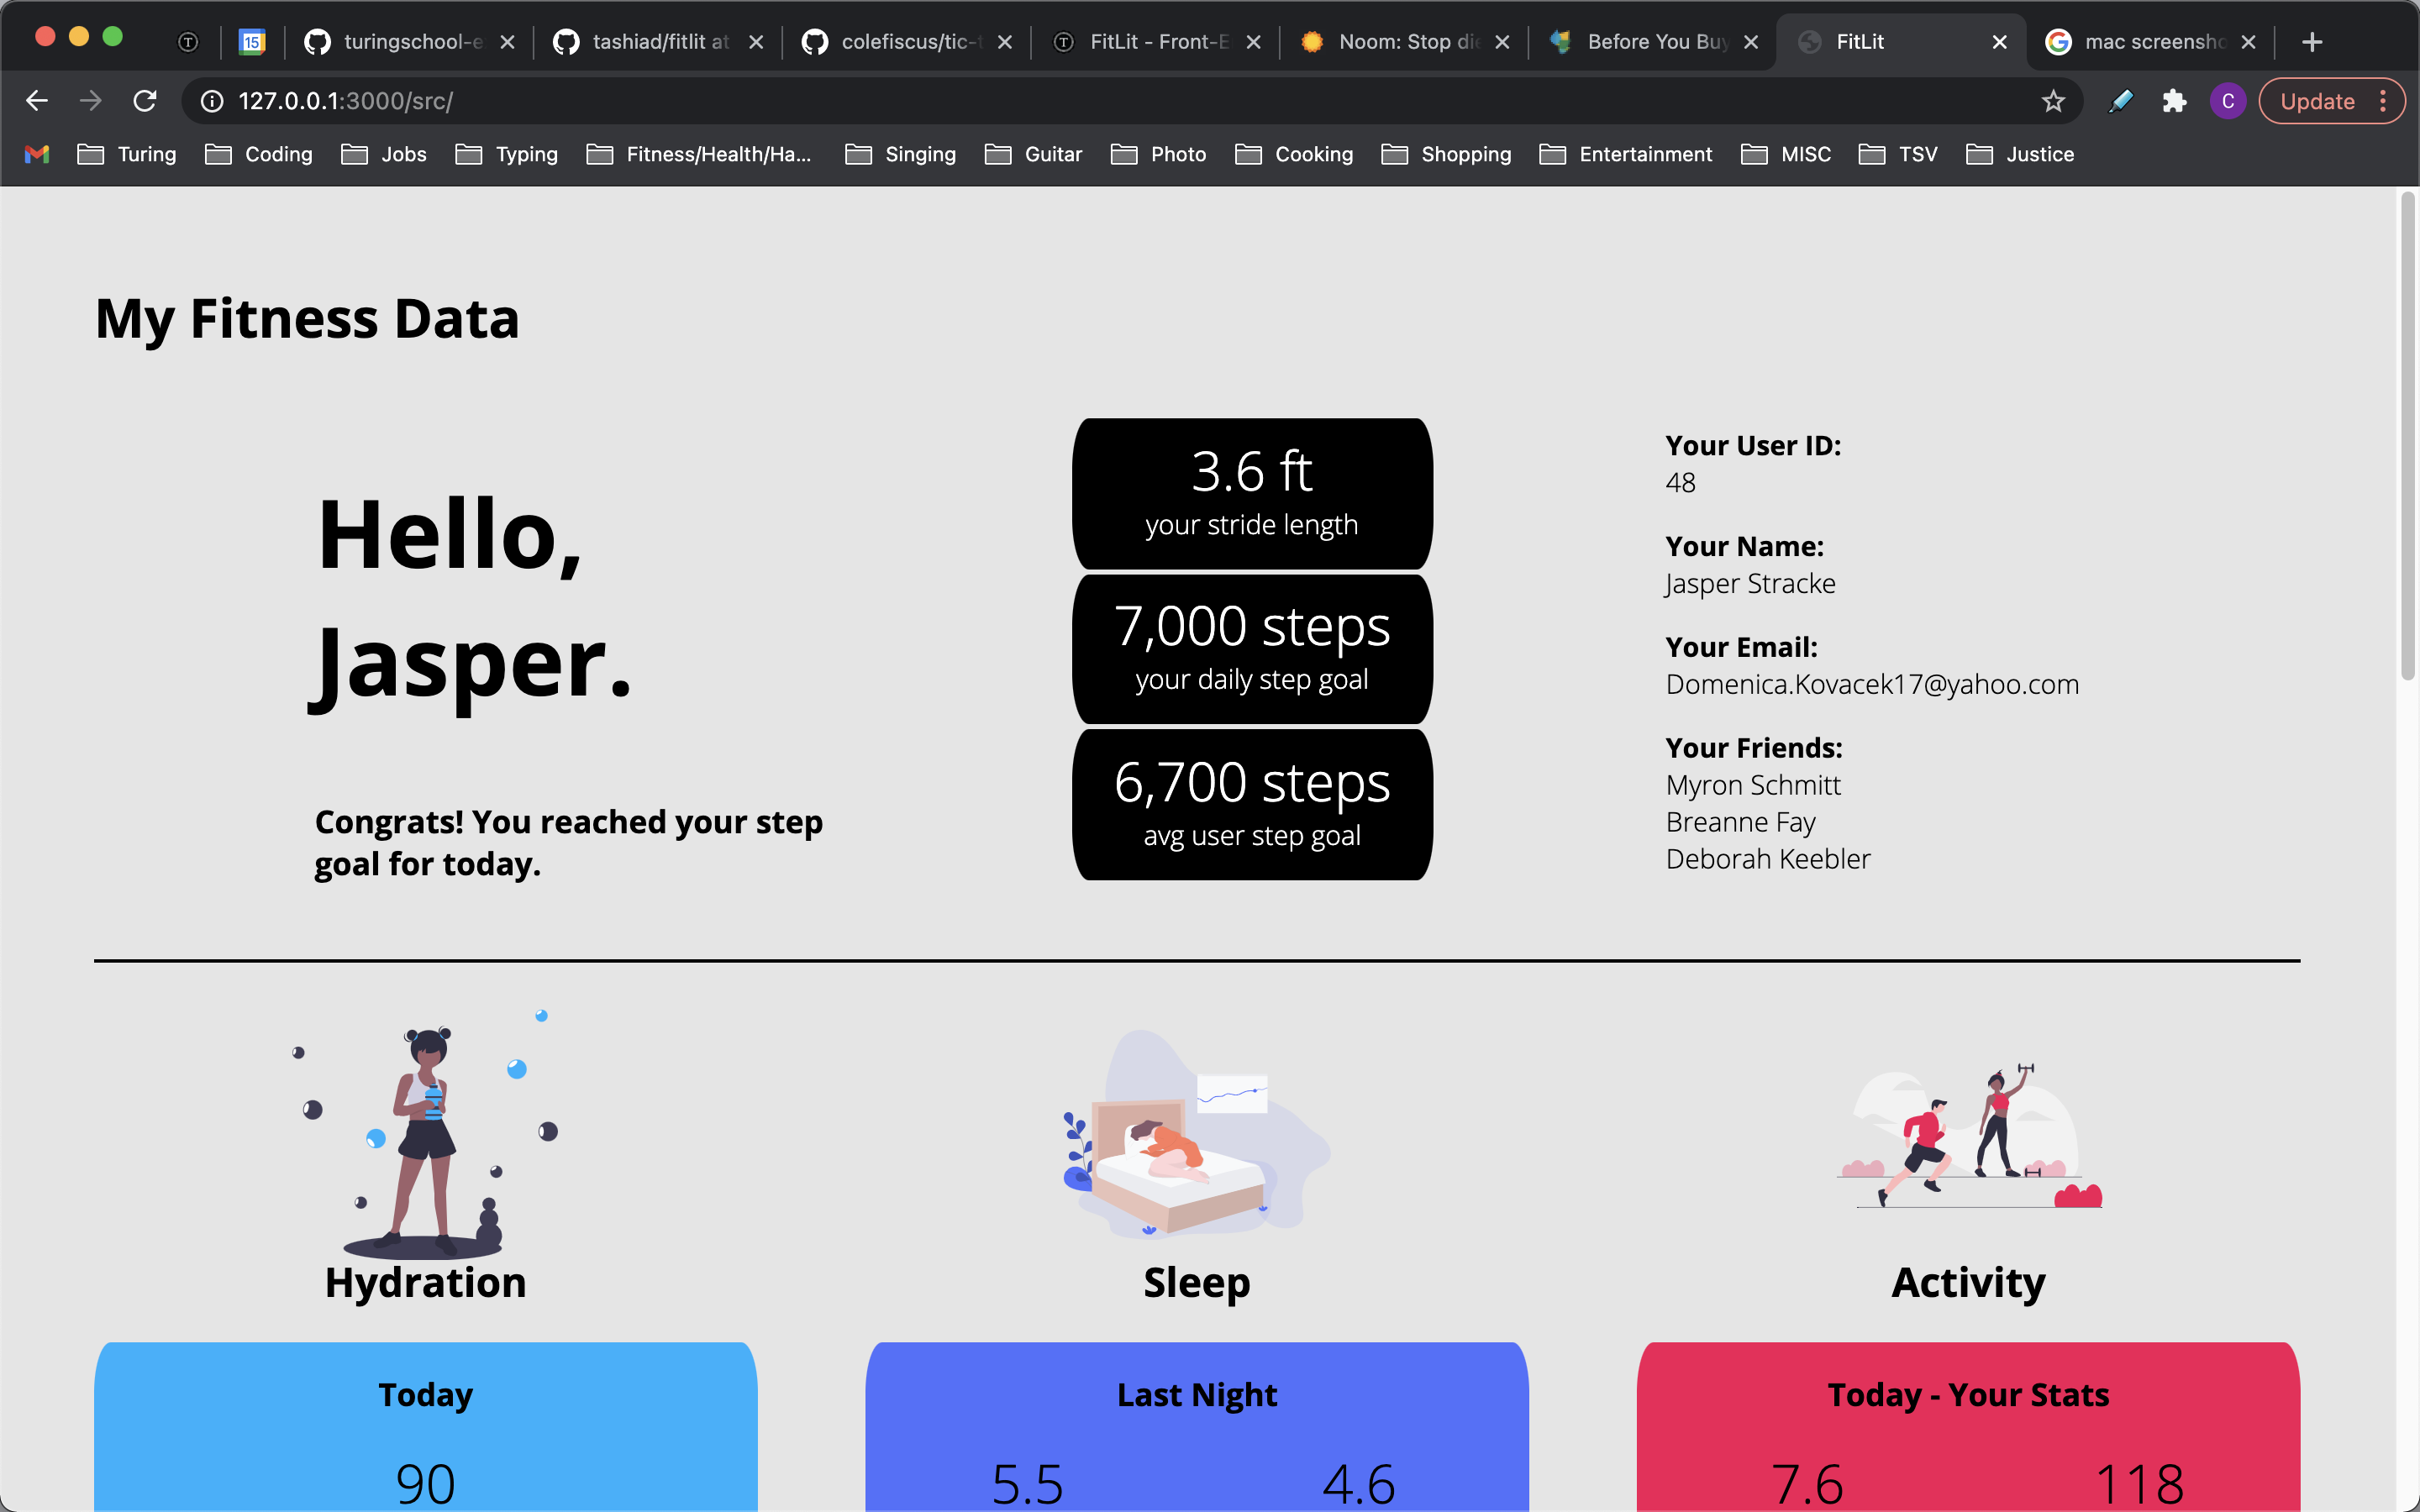 15
turingschool-e
tashiad/fitlit at
colefiscus/tic-t
FitLit - Front-E
Noom: Stop die
Before You Buy
FitLit
mac screensho
127.0.0.1:3000/src/
C
Update
Turing
Coding
Jobs
Typing
Fitness/Health/Ha...
Singing
Guitar
Photo
Cooking
Shopping
Entertainment
MISC
TSV
Justice
My Fitness Data
Hello,
Jasper.
Congrats! You reached your step
goal for today.
3.6 ft
your stride length
7,000 steps
your daily step goal
6,700 steps
avg user step goal
Your User ID:
48
Your Name:
Jasper Stracke
Your Email:
Domenica.Kovacek17@yahoo.com
Your Friends:
Myron Schmitt
Breanne Fay
Deborah Keebler
Hydration
Today
90
Sleep
Last Night
5.5 4.6
Activity
Today - Your Stats
7.6 118